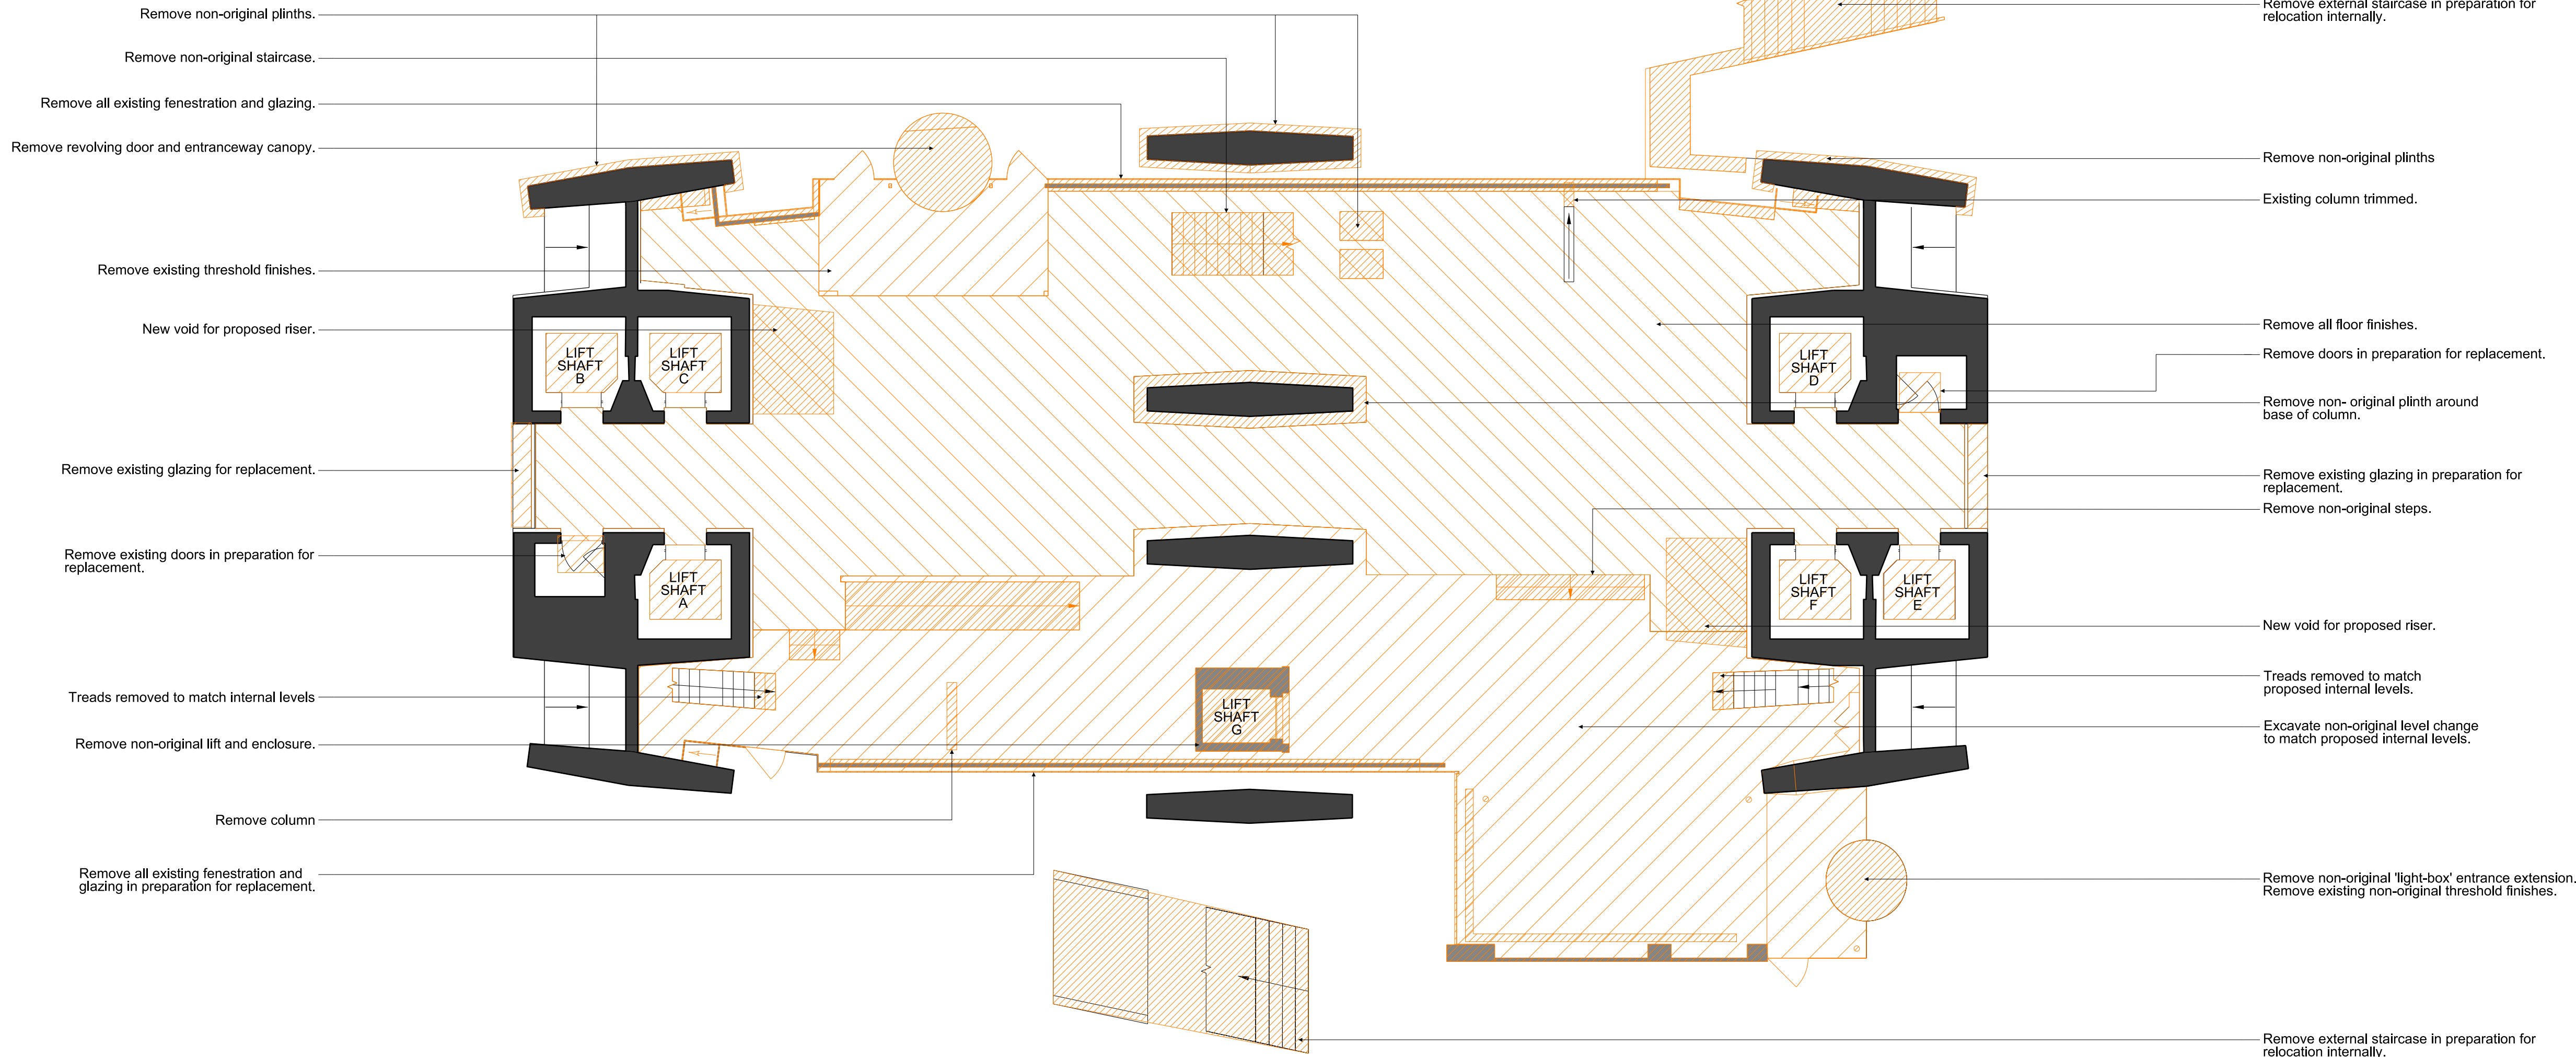 Remove non-original plinths.
Remove non-original staircase.
Remove all existing fenestration and glazing.
Remove revolving door and entranceway canopy.
Remove existing threshold finishes.
New void for proposed riser.
Remove existing glazing for replacement.
Remove existing doors in preparation for
replacement.
Treads removed to match internal levels
Remove non-original lift and enclosure.
Remove column
Remove all existing fenestration and
glazing in preparation for replacement.
LIFT
SHAFT
B
LIFT
SHAFT
C
LIFT
SHAFT
D
LIFT
SHAFT
A
LIFT
SHAFT
F
LIFT
SHAFT
E
LIFT
SHAFT
G
Remove external staircase in preparation for
relocation internally.
Remove non-original plinths
Existing column trimmed.
Remove all floor finishes.
Remove doors in preparation for replacement.
Remove non- original plinth around
base of column.
Remove existing glazing in preparation for
replacement.
Remove non-original steps.
New void for proposed riser.
Treads removed to match
proposed internal levels.
Excavate non-original level change
to match proposed internal levels.
Remove non-original 'light-box' entrance extension.
Remove existing non-original threshold finishes.
Remove external staircase in preparation for
relocation internally.